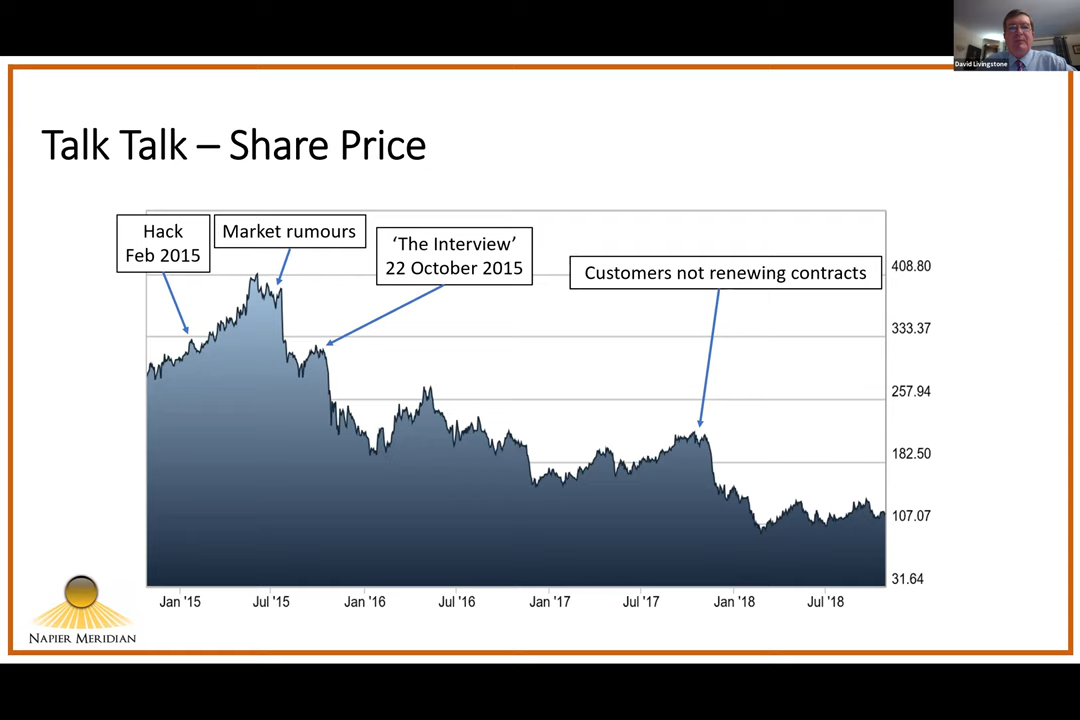 David Livingstone
Talk Talk – Share Price
Hack
Feb 2015
Market rumours
‘The Interview’
22 October 2015
Customers not renewing contracts
408.80
333.37
257.94
182.50
107.07
31.64
Jan '15
Jul '15
Jan '16
Jul '16
Jan '17
Jul '17
Jan '18
Jul '18
NAPIER MERIDIAN